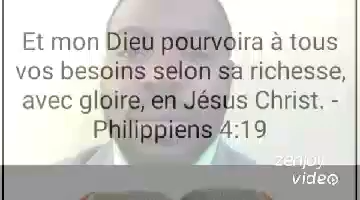 Et mon Dieu pourvoira à tous
vos besoins selon sa richesse,
avec gloire, en Jésus Christ. -
Philippiens 4:19
zenjoy
video